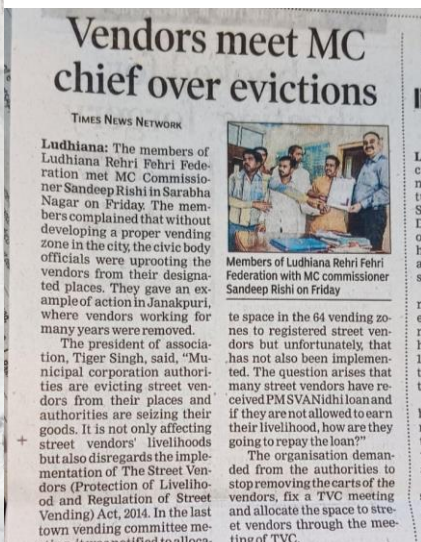 Vendors meet MC
chief over evictions
TIMES NEWS NETWORK
Ludhiana: The members of
Ludhiana Rehri Fehri Fede-
ration met MC Commissio-
ner Sandeep Rishi in Sarabha
Nagar on Friday. The mem-
bers complained that without
developing a proper vending
zone in the city, the civic body
officials were uprooting the
vendors from their designa-
ted places. They gave an ex-
ample of action in Janakpuri,
where vendors working for
many years were removed.
The president of associa-
tion, Tiger Singh, said, “Mu-
nicipal corporation authori-
ties are evicting street ven-
dors from their places and
authorities are seizing their
goods. It is not only affecting
street vendors' livelihoods
but also disregards the imple-
mentation of The Street Ven-
dors (Protection of Liveliho-
od and Regulation of Street
Vending) Act, 2014. In the last
town vending committee me-
Members of Ludhiana Rehri Fehri
Federation with MC commissioner
Sandeep Rishi on Friday
te space in the 64 vending zo-
nes to registered street ven-
dors but unfortunately, that
has not also been implemen-
ted. The question arises that
many street vendors have re-
ceived PM SVANidhi loan and
if they are not allowed to earn
their livelihood, how are they
going to repay the loan?”
The organisation deman-
ded from the authorities to
stop removing the carts of the
vendors, fix a TVC meeting
and allocate the space to stre-
et vendors through the mee-
ting of TVC.